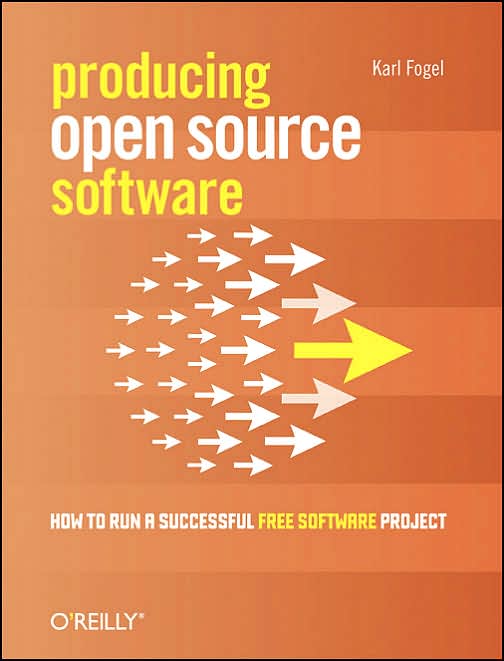 Karl Fogel
producing
open source
software
HOW TO RUN A SUCCESSFUL FREE SOFTWARE PROJECT
O'REILLY®